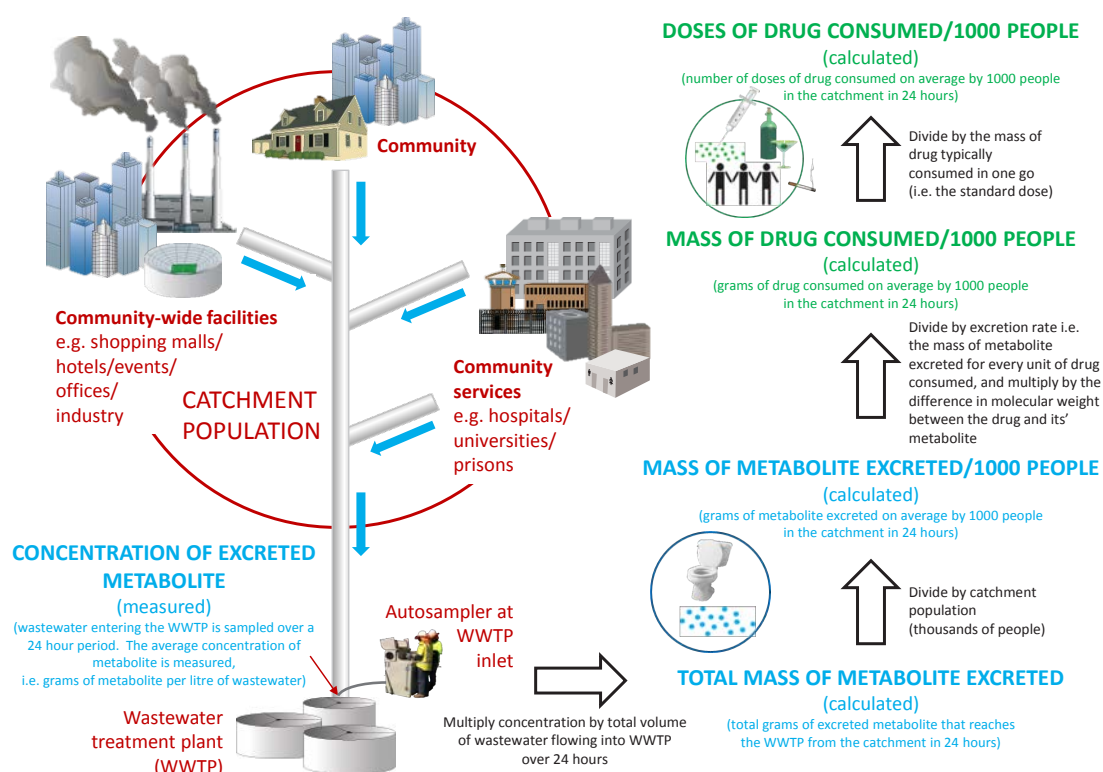 Community
Community-wide facilities
e.g. shopping malls/
hotels/events/
offices/
industry
CATCHMENT
POPULATION
Community
services
e.g. hospitals/
universities/
prisons
CONCENTRATION OF EXCRETED
METABOLITE
(measured)
(wastewater entering the WWTP is sampled over a
24 hour period.  The average concentration of
metabolite is measured,
i.e. grams of metabolite per litre of wastewater)
Autosampler at
WWTP
inlet
Wastewater
treatment plant
(WWTP)
Multiply concentration by total volume
of wastewater flowing into WWTP
over 24 hours
DOSES OF DRUG CONSUMED/1000 PEOPLE
(calculated)
(number of doses of drug consumed on average by 1000 people
in the catchment in 24 hours)
Divide by the mass of
drug typically
consumed in one go
(i.e. the standard dose)
MASS OF DRUG CONSUMED/1000 PEOPLE
(calculated)
(grams of drug consumed on average by 1000 people
in the catchment in 24 hours)
Divide by excretion rate i.e.
the mass of metabolite
excreted for every unit of drug
consumed, and multiply by the
difference in molecular weight
between the drug and its'
metabolite
MASS OF METABOLITE EXCRETED/1000 PEOPLE
(calculated)
(grams of metabolite excreted on average by 1000 people
in the catchment in 24 hours)
Divide by catchment
population
(thousands of people)
TOTAL MASS OF METABOLITE EXCRETED
(calculated)
(total grams of excreted metabolite that reaches
the WWTP from the catchment in 24 hours)